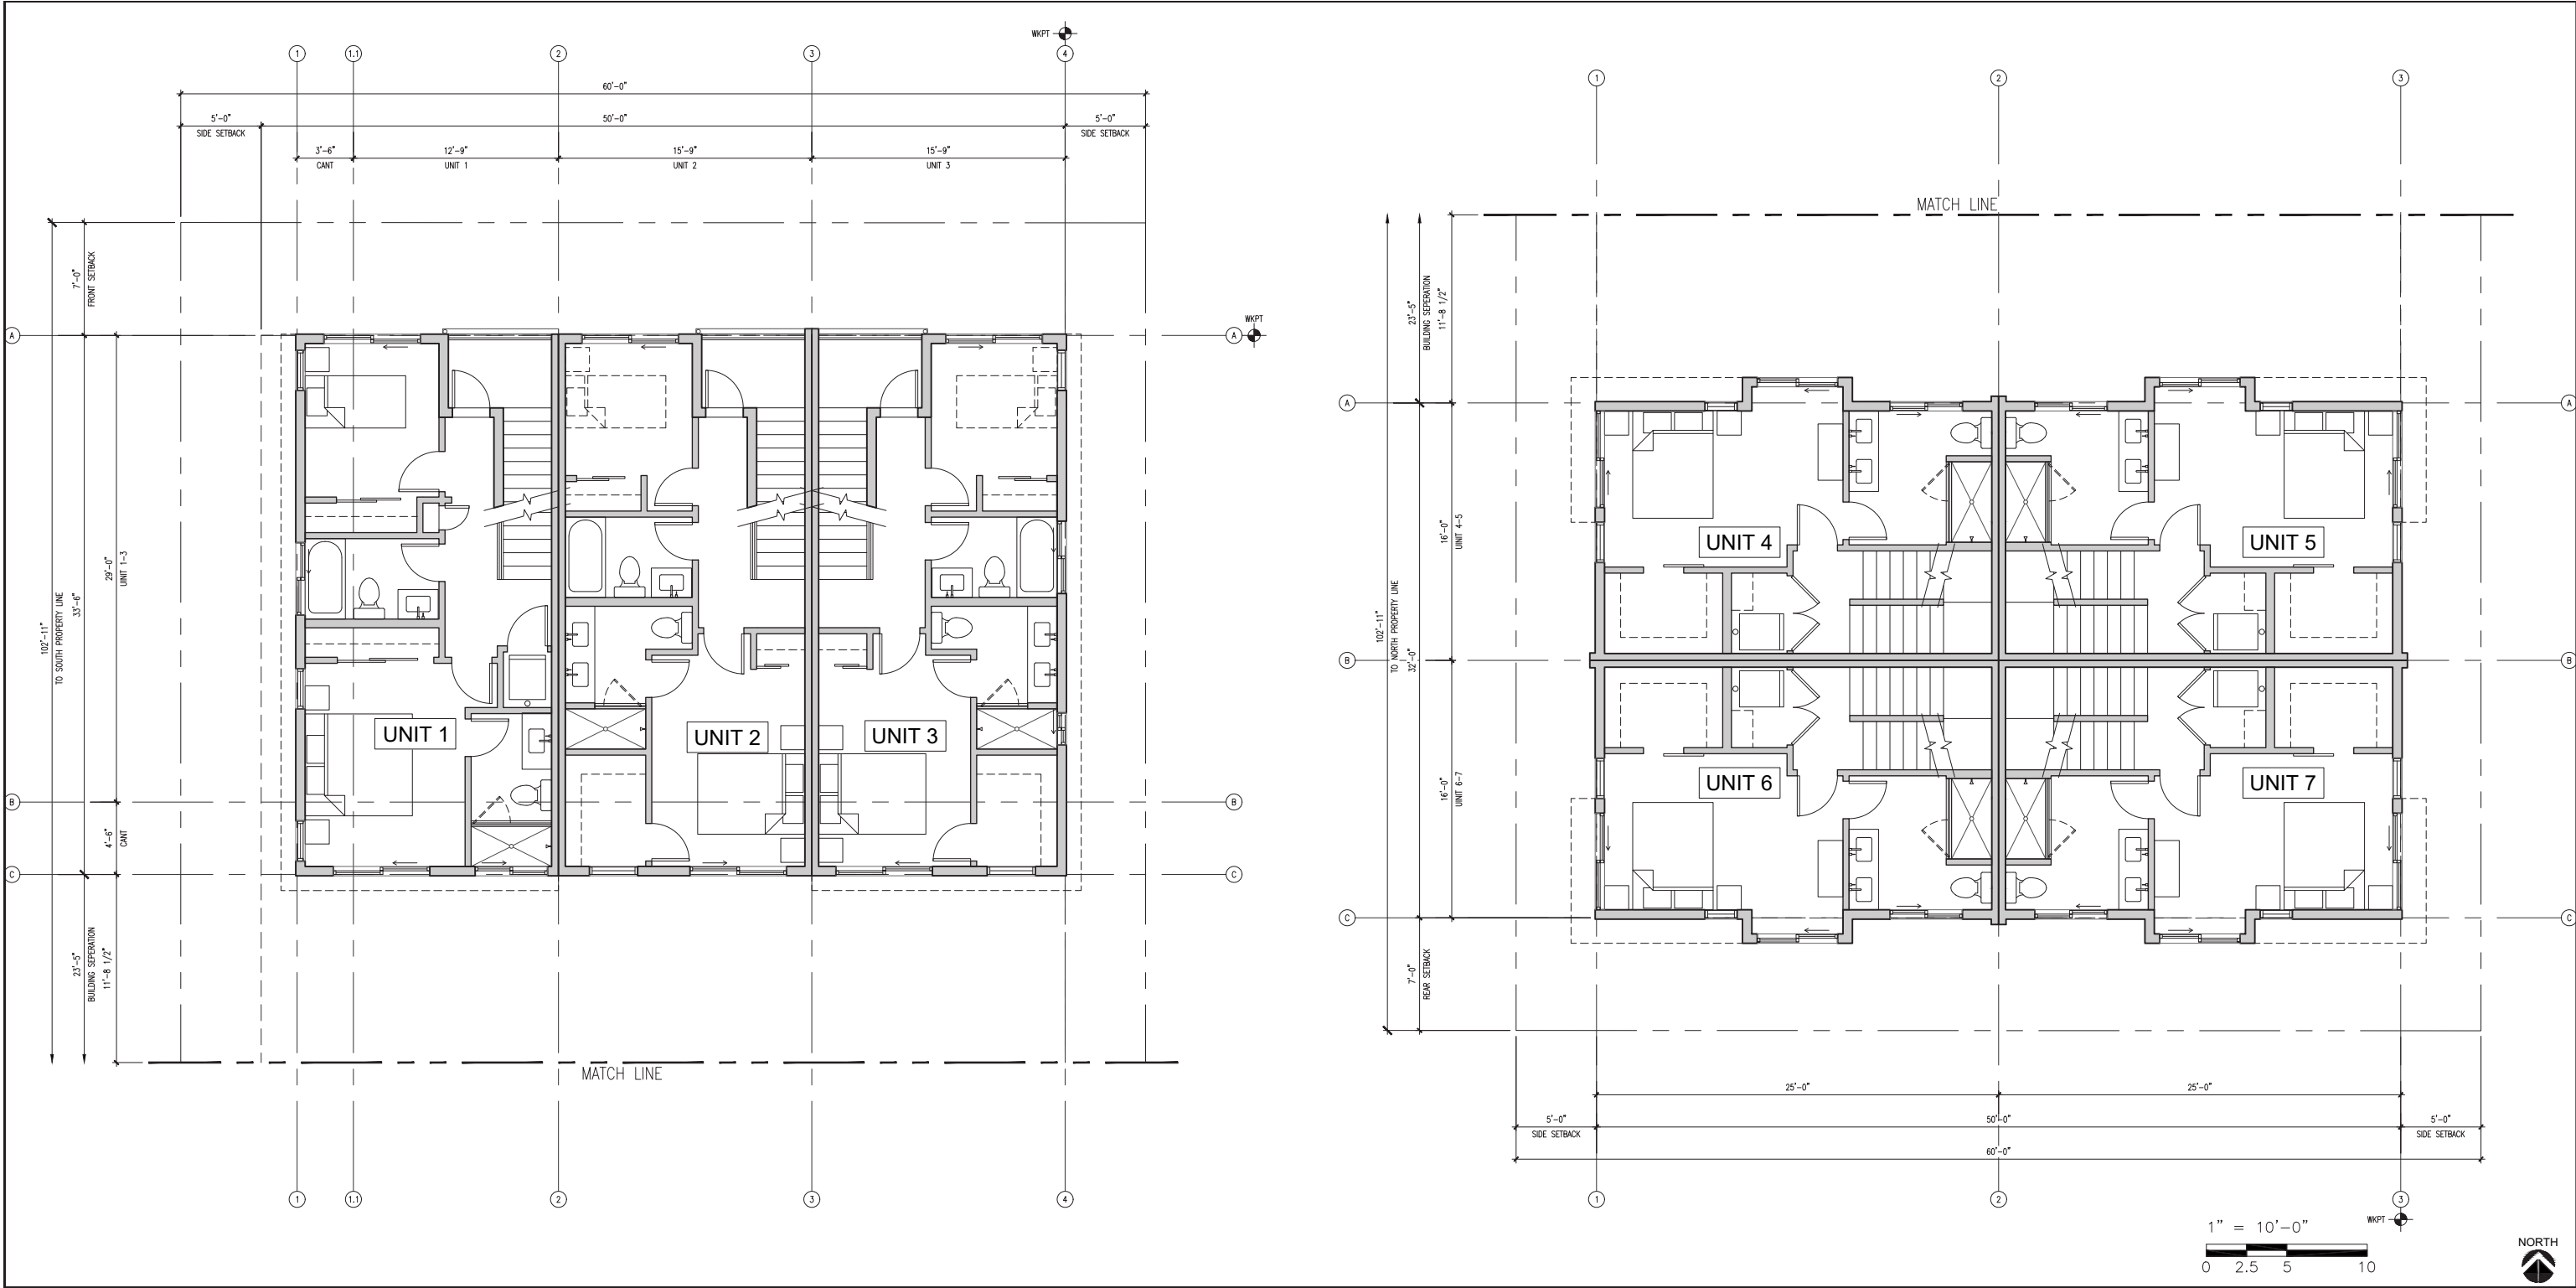 WKPT
1
1.1
2
3
4
60'-0"
5'-0"
SIDE SETBACK
50'-0"
5'-0"
SIDE SETBACK
3'-6"
CANT
12'-9"
UNIT 1
15'-9"
UNIT 2
15'-9"
UNIT 3
7'-0"
FRONT SETBACK
A
A
WKPT
102'-11"
TO SOUTH PROPERTY LINE
33'-6"
29'-0"
UNIT 1-3
UNIT 1
UNIT 2
UNIT 3
B
B
4'-6"
CANT
C
C
23'-5"
BUILDING SEPERATION
11'-8 1/2"
MATCH LINE
1
1.1
2
3
4
1
2
3
MATCH LINE
23'-5"
BUILDING SEPERATION
11'-8 1/2"
A
A
16'-0"
UINIT 4-5
UNIT 4
UNIT 5
102'-11"
TO NORTH PROPERTY LINE
32'-0"
B
B
16'-0"
UINIT 6-7
UNIT 6
UNIT 7
C
C
7'-0"
REAR SETBACK
25'-0"
25'-0"
5'-0"
SIDE SETBACK
50'-0"
5'-0"
SIDE SETBACK
60'-0"
1
2
3
WKPT
1" = 10'-0"
0 2.5 5 10
NORTH